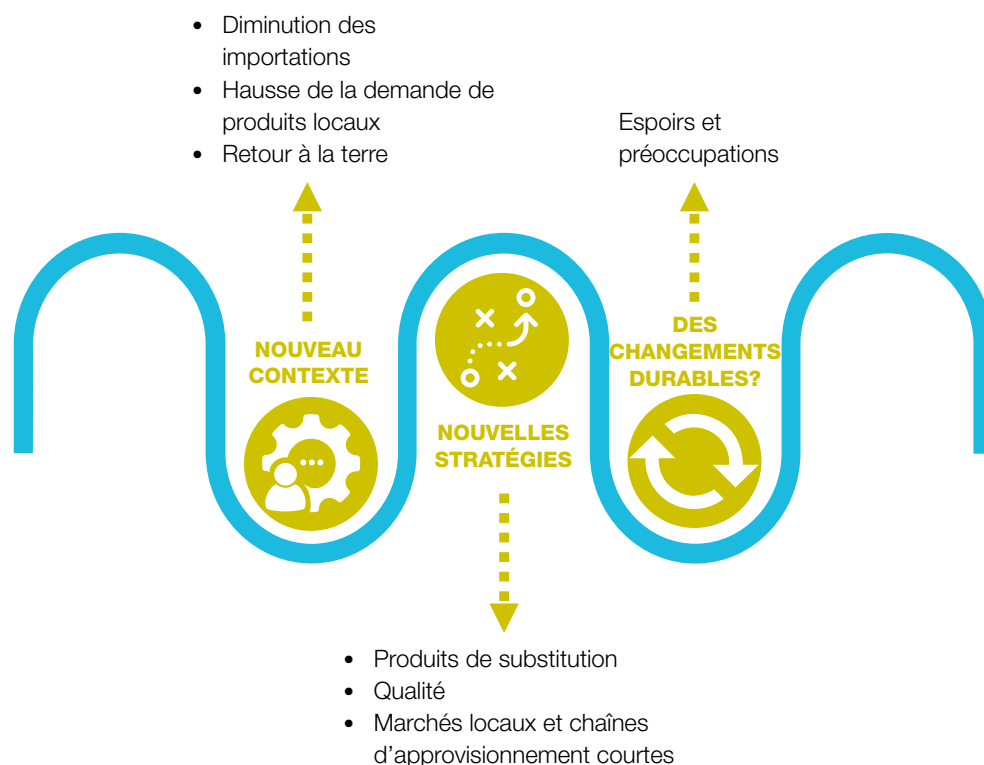 • Diminution des
importations
• Hausse de la demande de
produits locaux
• Retour à la terre
Espoirs et
préoccupations
NOUVEAU
CONTEXTE
NOUVELLES
STRATÉGIES
DES
CHANGEMENTS
DURABLES?
• Produits de substitution
• Qualité
• Marchés locaux et chaînes
d’approvisionnement courtes